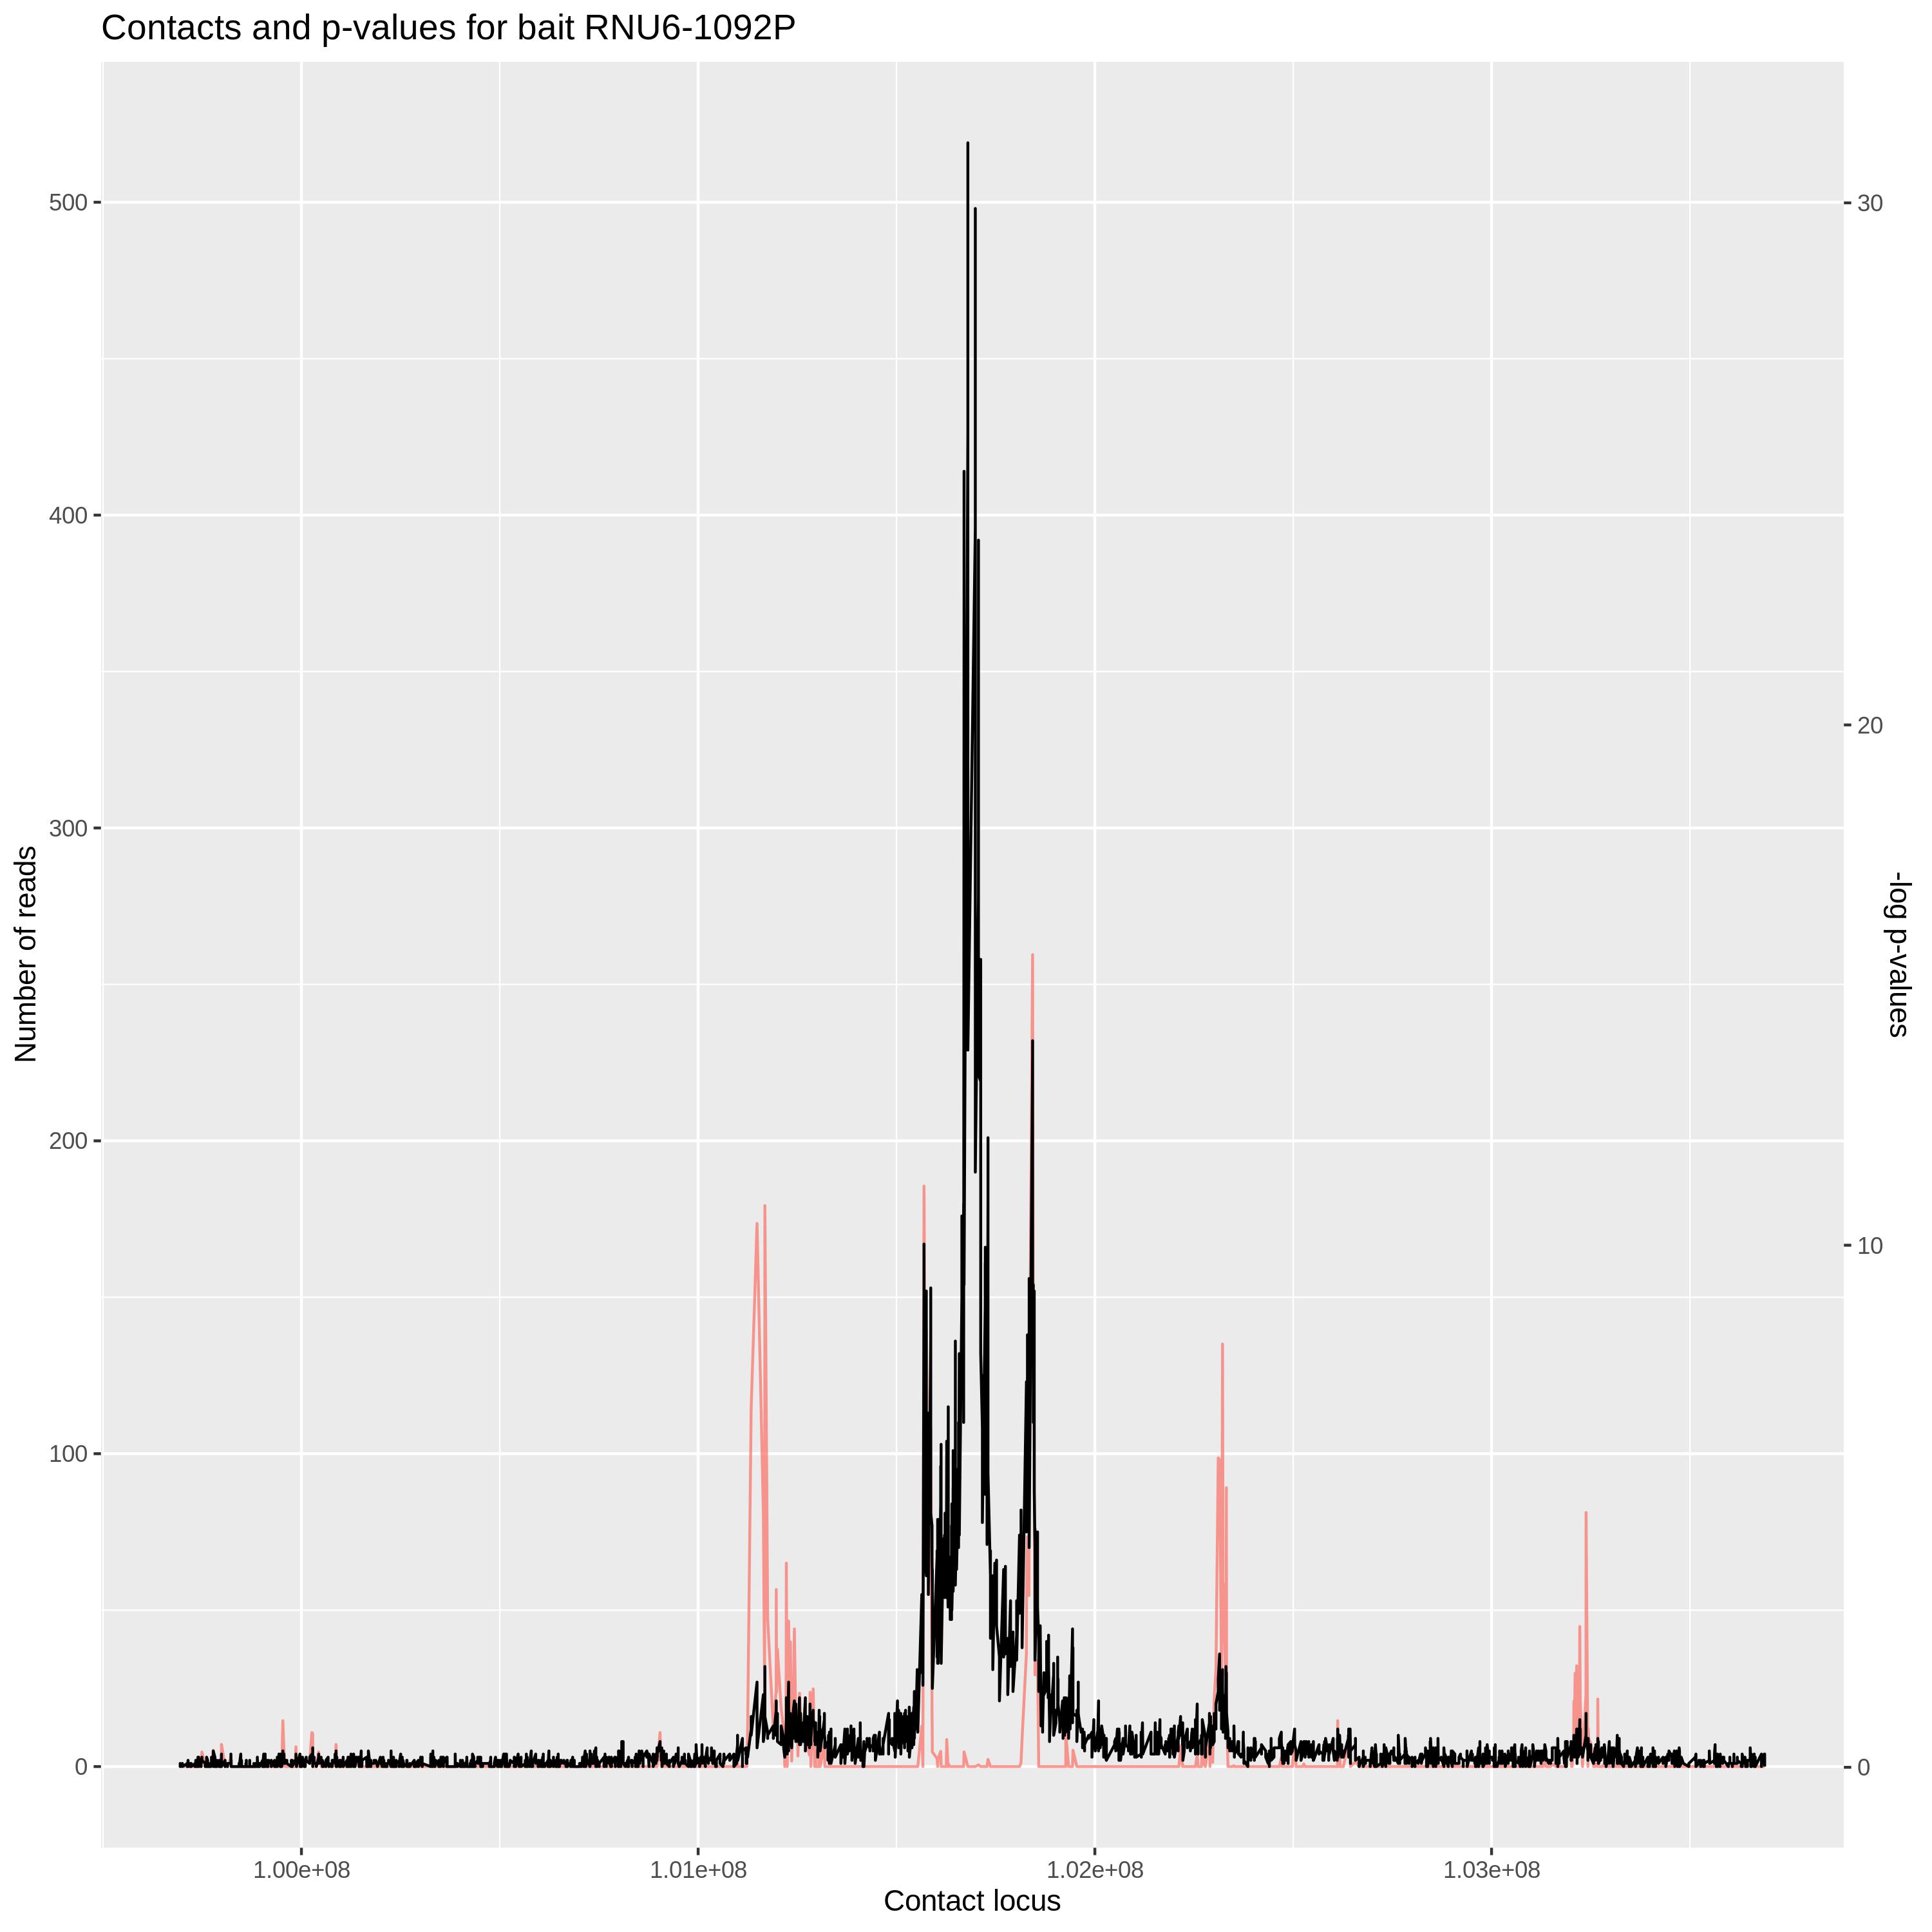 Contacts and p-values for bait RNU6-1092P
500
400
300
200
100
0
Number of reads
30
20
10
0
-log p-values
1.00e+08
1.01e+08
1.02e+08
1.03e+08
Contact locus